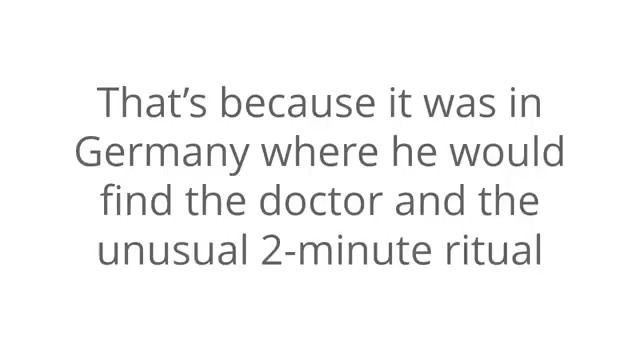 That’s because it was in
Germany where he would
find the doctor and the
unusual 2-minute ritual